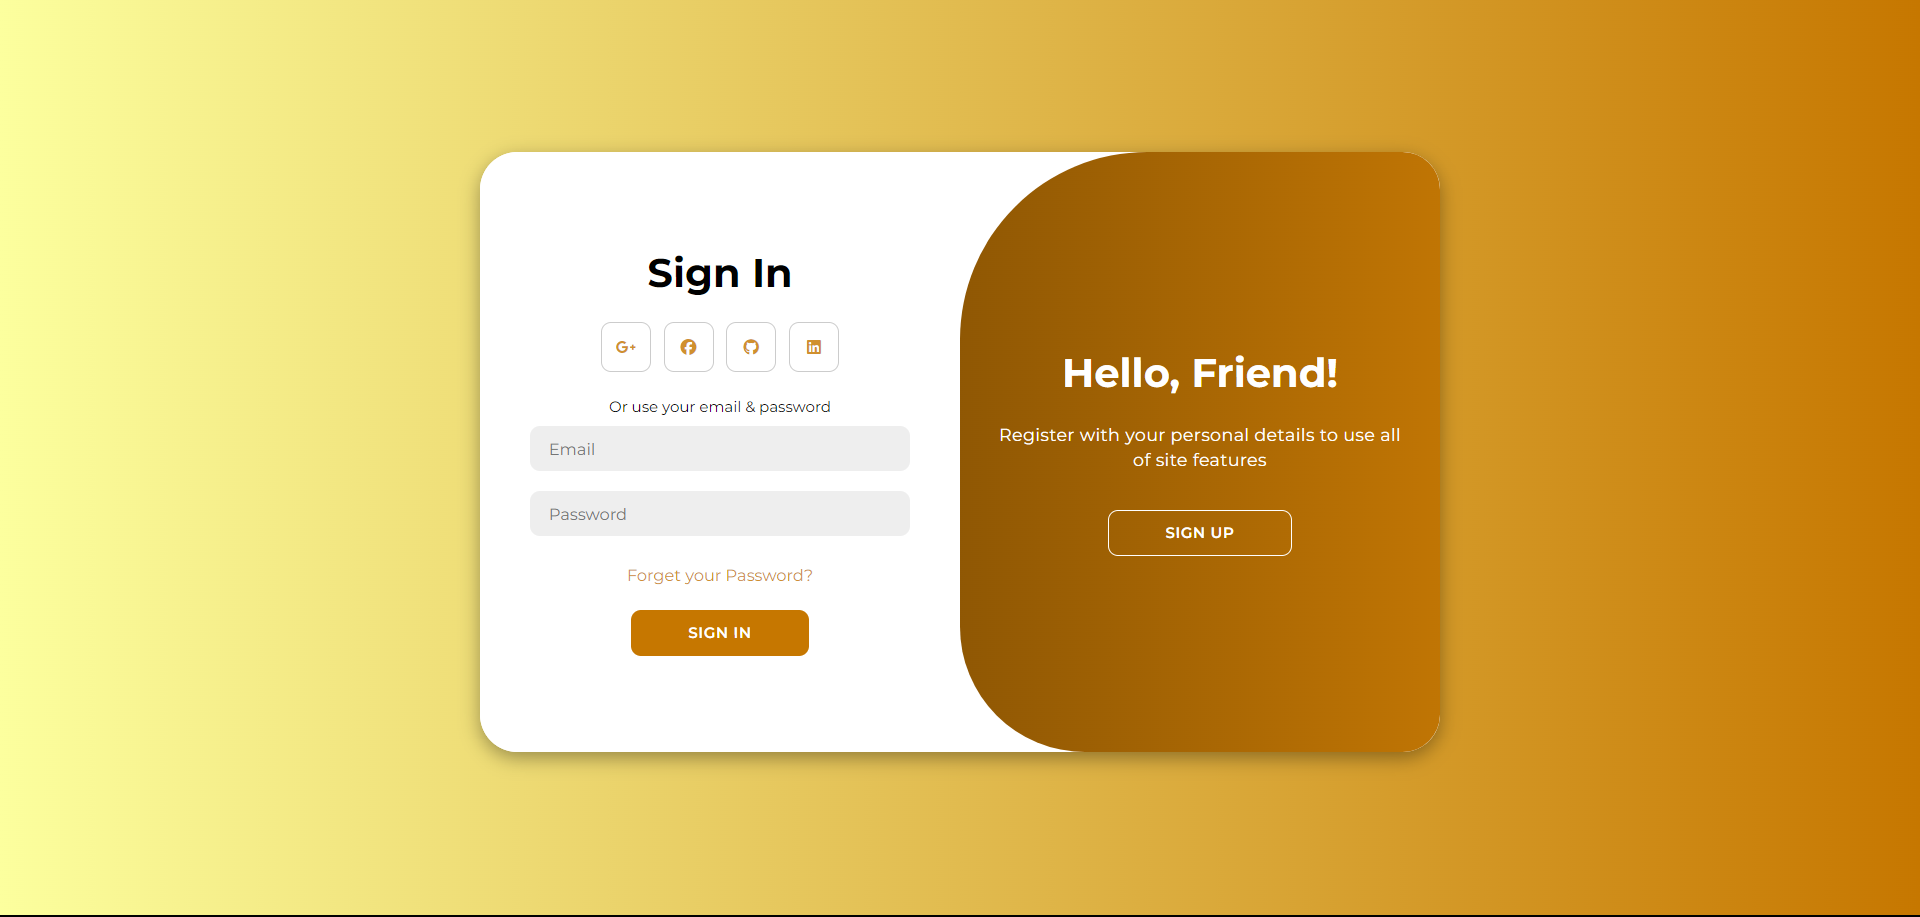 Sign In
G+
Or use your email & password
Email
Password
Forget your Password?
SIGN IN
Hello, Friend!
Register with your personal details to use all
of site features
SIGN UP